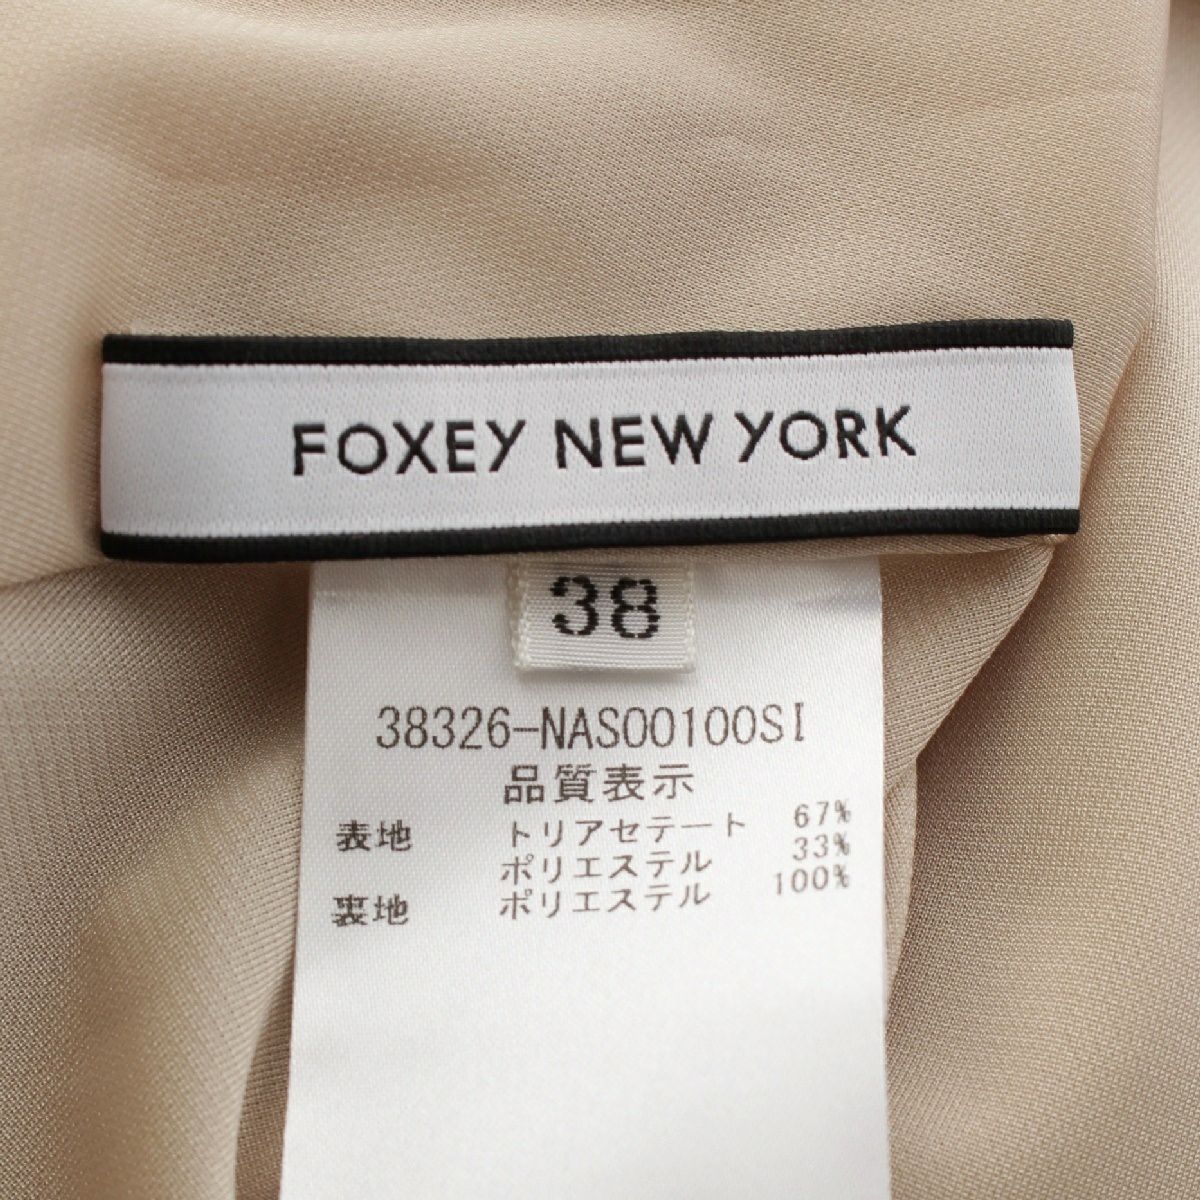 FOXEY NEW YORK
38
38326-NAS00100SI
品質表示
表地 トリアセテート 67%
ポリエステル 33%
裏地 ポリエステル 100%